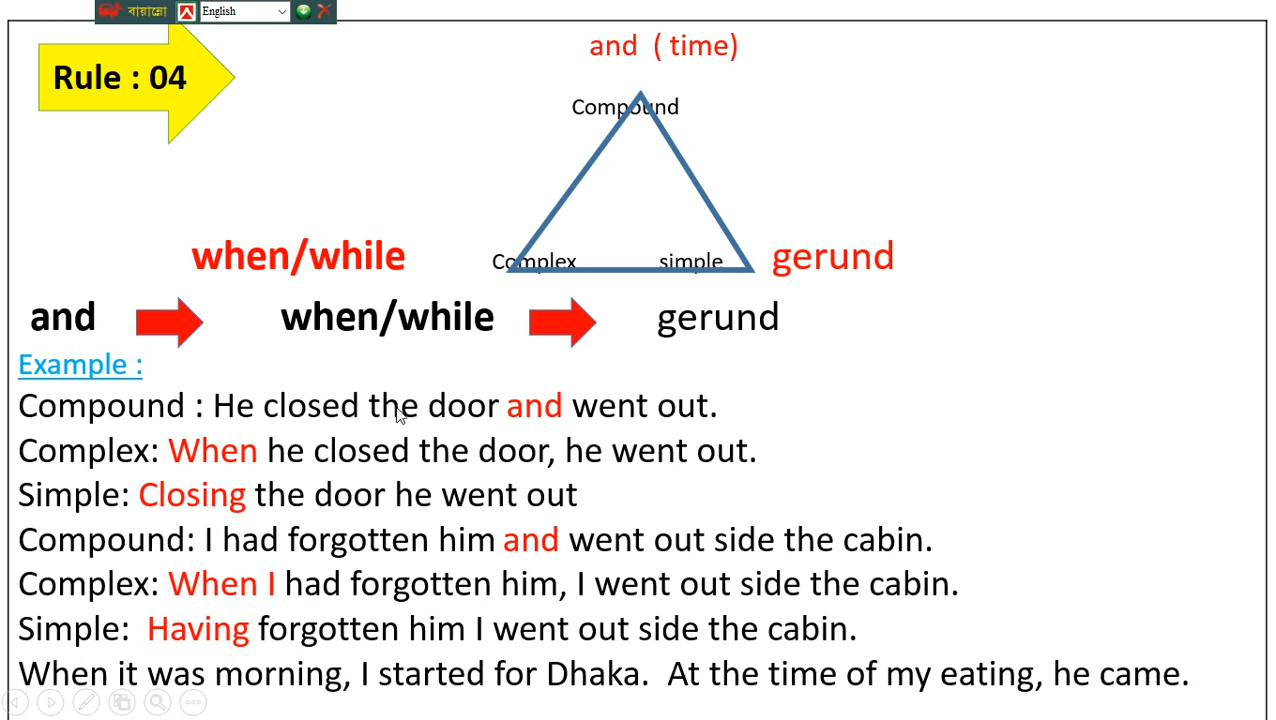 বায়ান্নো English
and ( time)
Rule : 04
Compound
when/while Complex simple gerund
and when/while gerund
Example :
Compound : He closed the door and went out.
Complex: When he closed the door, he went out.
Simple: Closing the door he went out
Compound: I had forgotten him and went out side the cabin.
Complex: When I had forgotten him, I went out side the cabin.
Simple: Having forgotten him I went out side the cabin.
When it was morning, I started for Dhaka. At the time of my eating, he came.